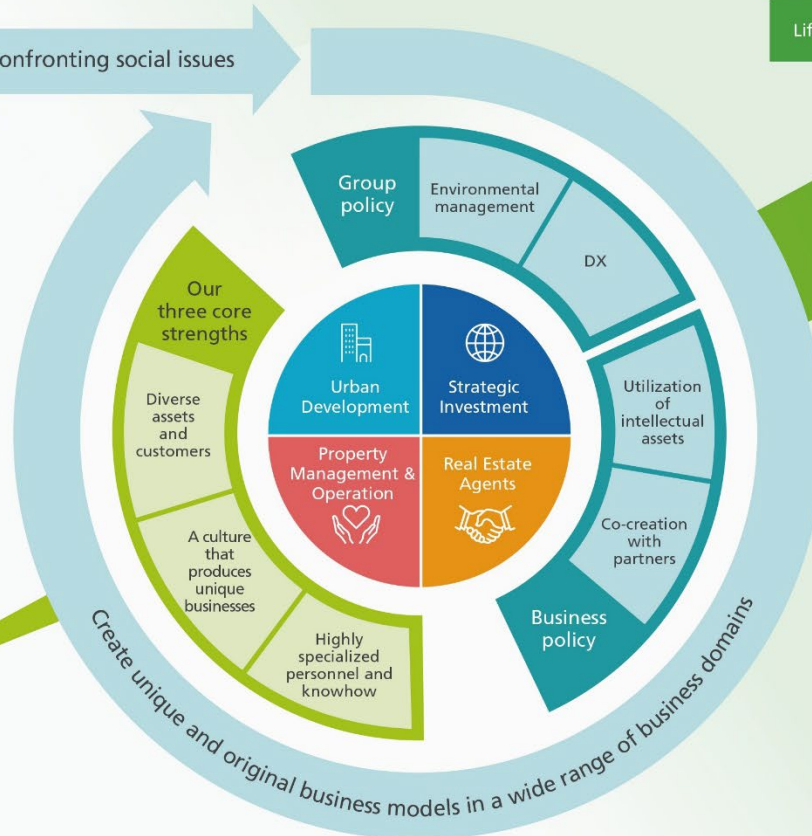 onfronting social issues
Lif
Group
policy
Environmental
management
DX
Our
three core
strengths
Diverse
assets
and
customers
A culture
that
produces
unique
businesses
Highly
specialized
personnel and
knowhow
Urban
Development
Strategic
Investment
Property
Management &
Operation
Real Estate
Agents
Utilization
of
intellectual
assets
Co-creation
with
partners
Business
policy
Create unique and original business models in a wide range of business domains